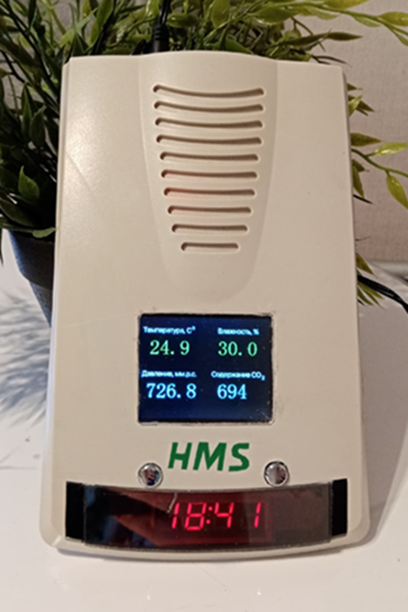 Температура, C° Влажность, %
24.9 30.0
Давление, мм.р.с. Содержание CO₂
726.8 694
HMS
18:41